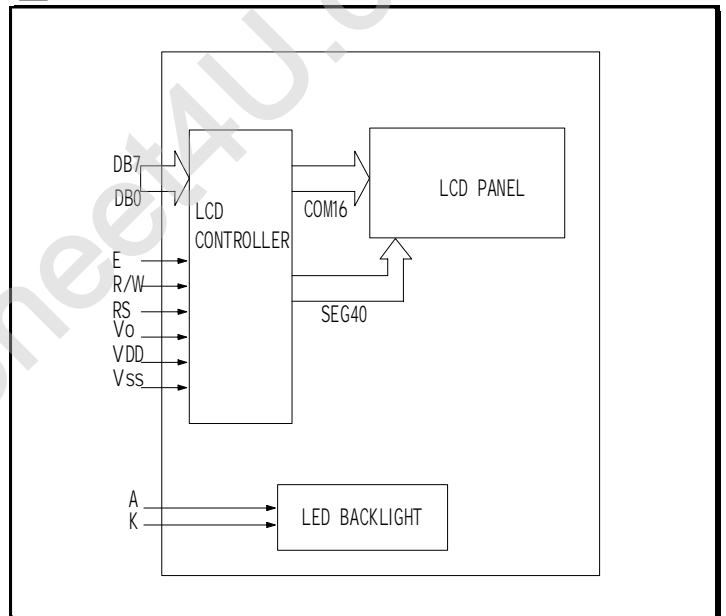 DB7
DB0
LCD
CONTROLLER
COM16
LCD PANEL
SEG40
E
R/W
RS
Vo
VDD
Vss
A
K
LED BACKLIGHT